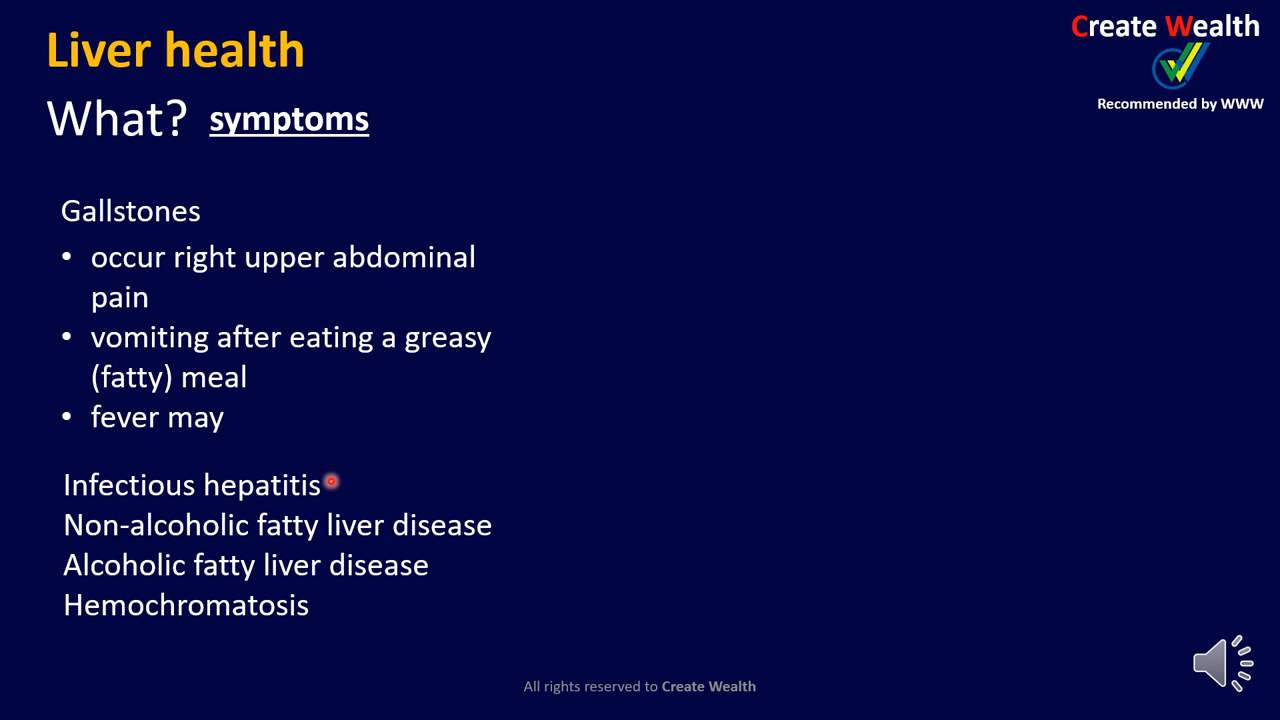 Liver health
Create Wealth
Recommended by WWW
What? symptoms
Gallstones
• occur right upper abdominal
pain
• vomiting after eating a greasy
(fatty) meal
• fever may
Infectious hepatitis
Non-alcoholic fatty liver disease
Alcoholic fatty liver disease
Hemochromatosis
All rights reserved to Create Wealth